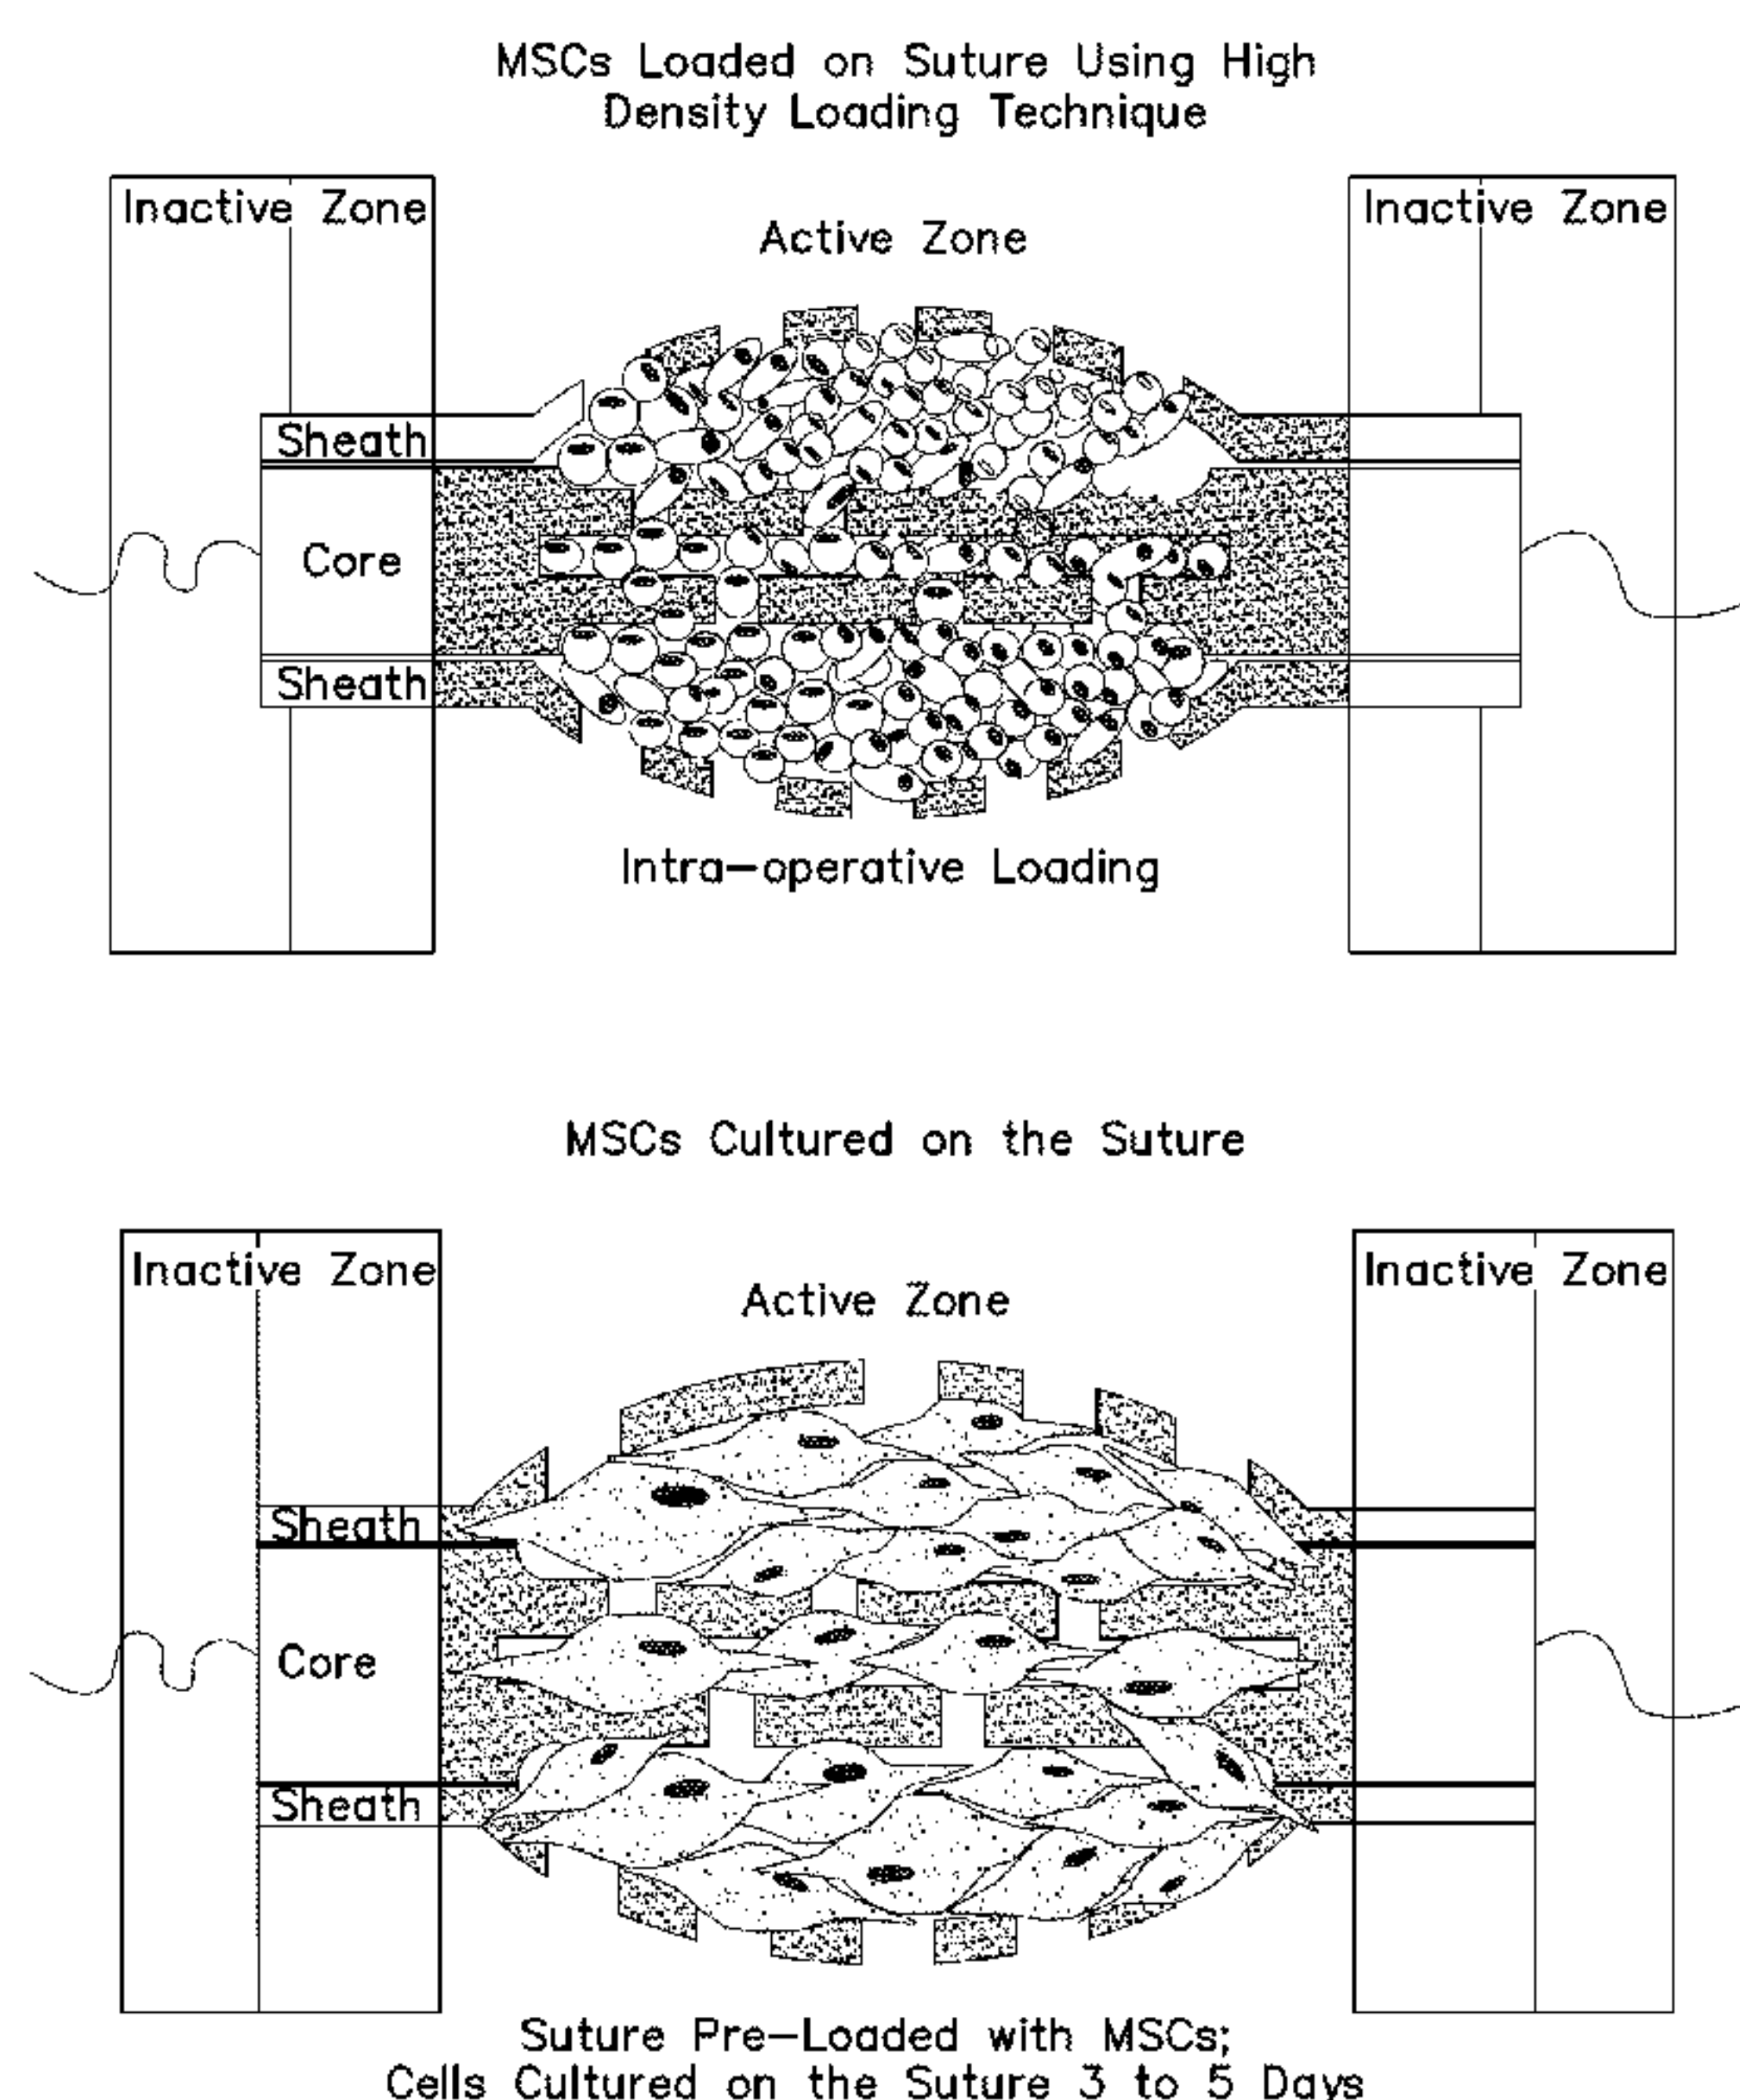 MSCs Loaded on Suture Using High
Density Loading Technique
Inactive Zone
Inactive Zone
Active Zone
Sheath
Core
Sheath
Intra-operative Loading
MSCs Cultured on the Suture
Inactive Zone
Inactive Zone
Active Zone
Sheath
Core
Sheath
Suture Pre-Loaded with MSCs;
Cells Cultured on the Suture 3 to 5 Days